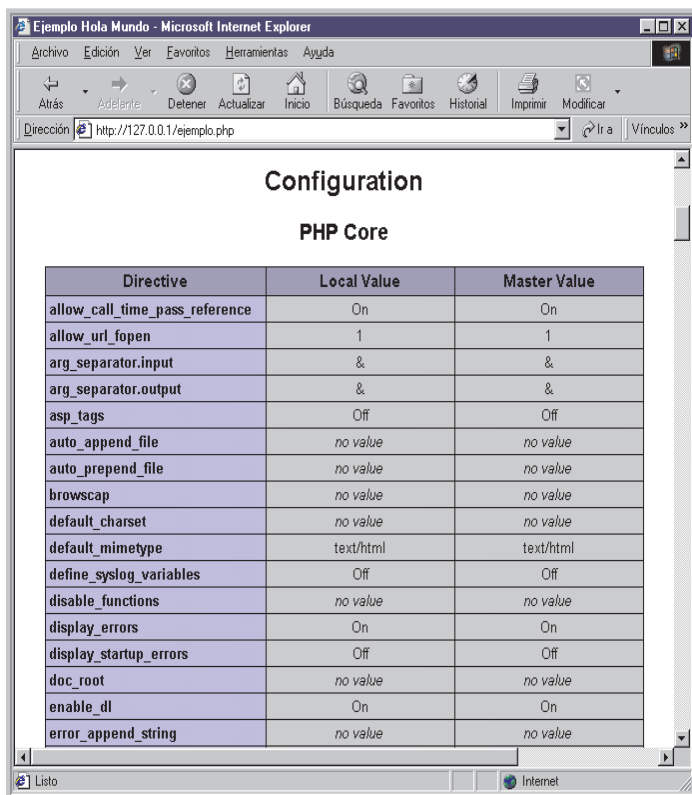 Ejemplo Hola Mundo - Microsoft Internet Explorer
Archivo Edición Ver Favoritos Herramientas Ayuda
Atrás Adelante Detener Actualizar Inicio Búsqueda Favoritos Historial Imprimir Modificar
Dirección http://127.0.0.1/ejemplo.php Ir a Vínculos »
Configuration
PHP Core
Directive Local Value Master Value
allow_call_time_pass_reference On On
allow_url_fopen 1 1
arg_separator.input & &
arg_separator.output & &
asp_tags Off Off
auto_append_file no value no value
auto_prepend_file no value no value
browscap no value no value
default_charset no value no value
default_mimetype text/html text/html
define_syslog_variables Off Off
disable_functions no value no value
display_errors On On
display_startup_errors Off Off
doc_root no value no value
enable_dl On On
error_append_string no value no value
Listo Internet